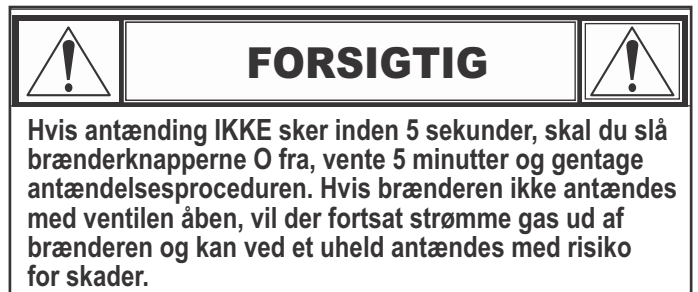 FORSIGTIG
Hvis antænding IKKE sker inden 5 sekunder, skal du slå
brænderknapperne O fra, vente 5 minutter og gentage
antændelsesproceduren. Hvis brænderen ikke antændes
med ventilen åben, vil der fortsat strømme gas ud af
brænderen og kan ved et uheld antændes med risiko
for skader.